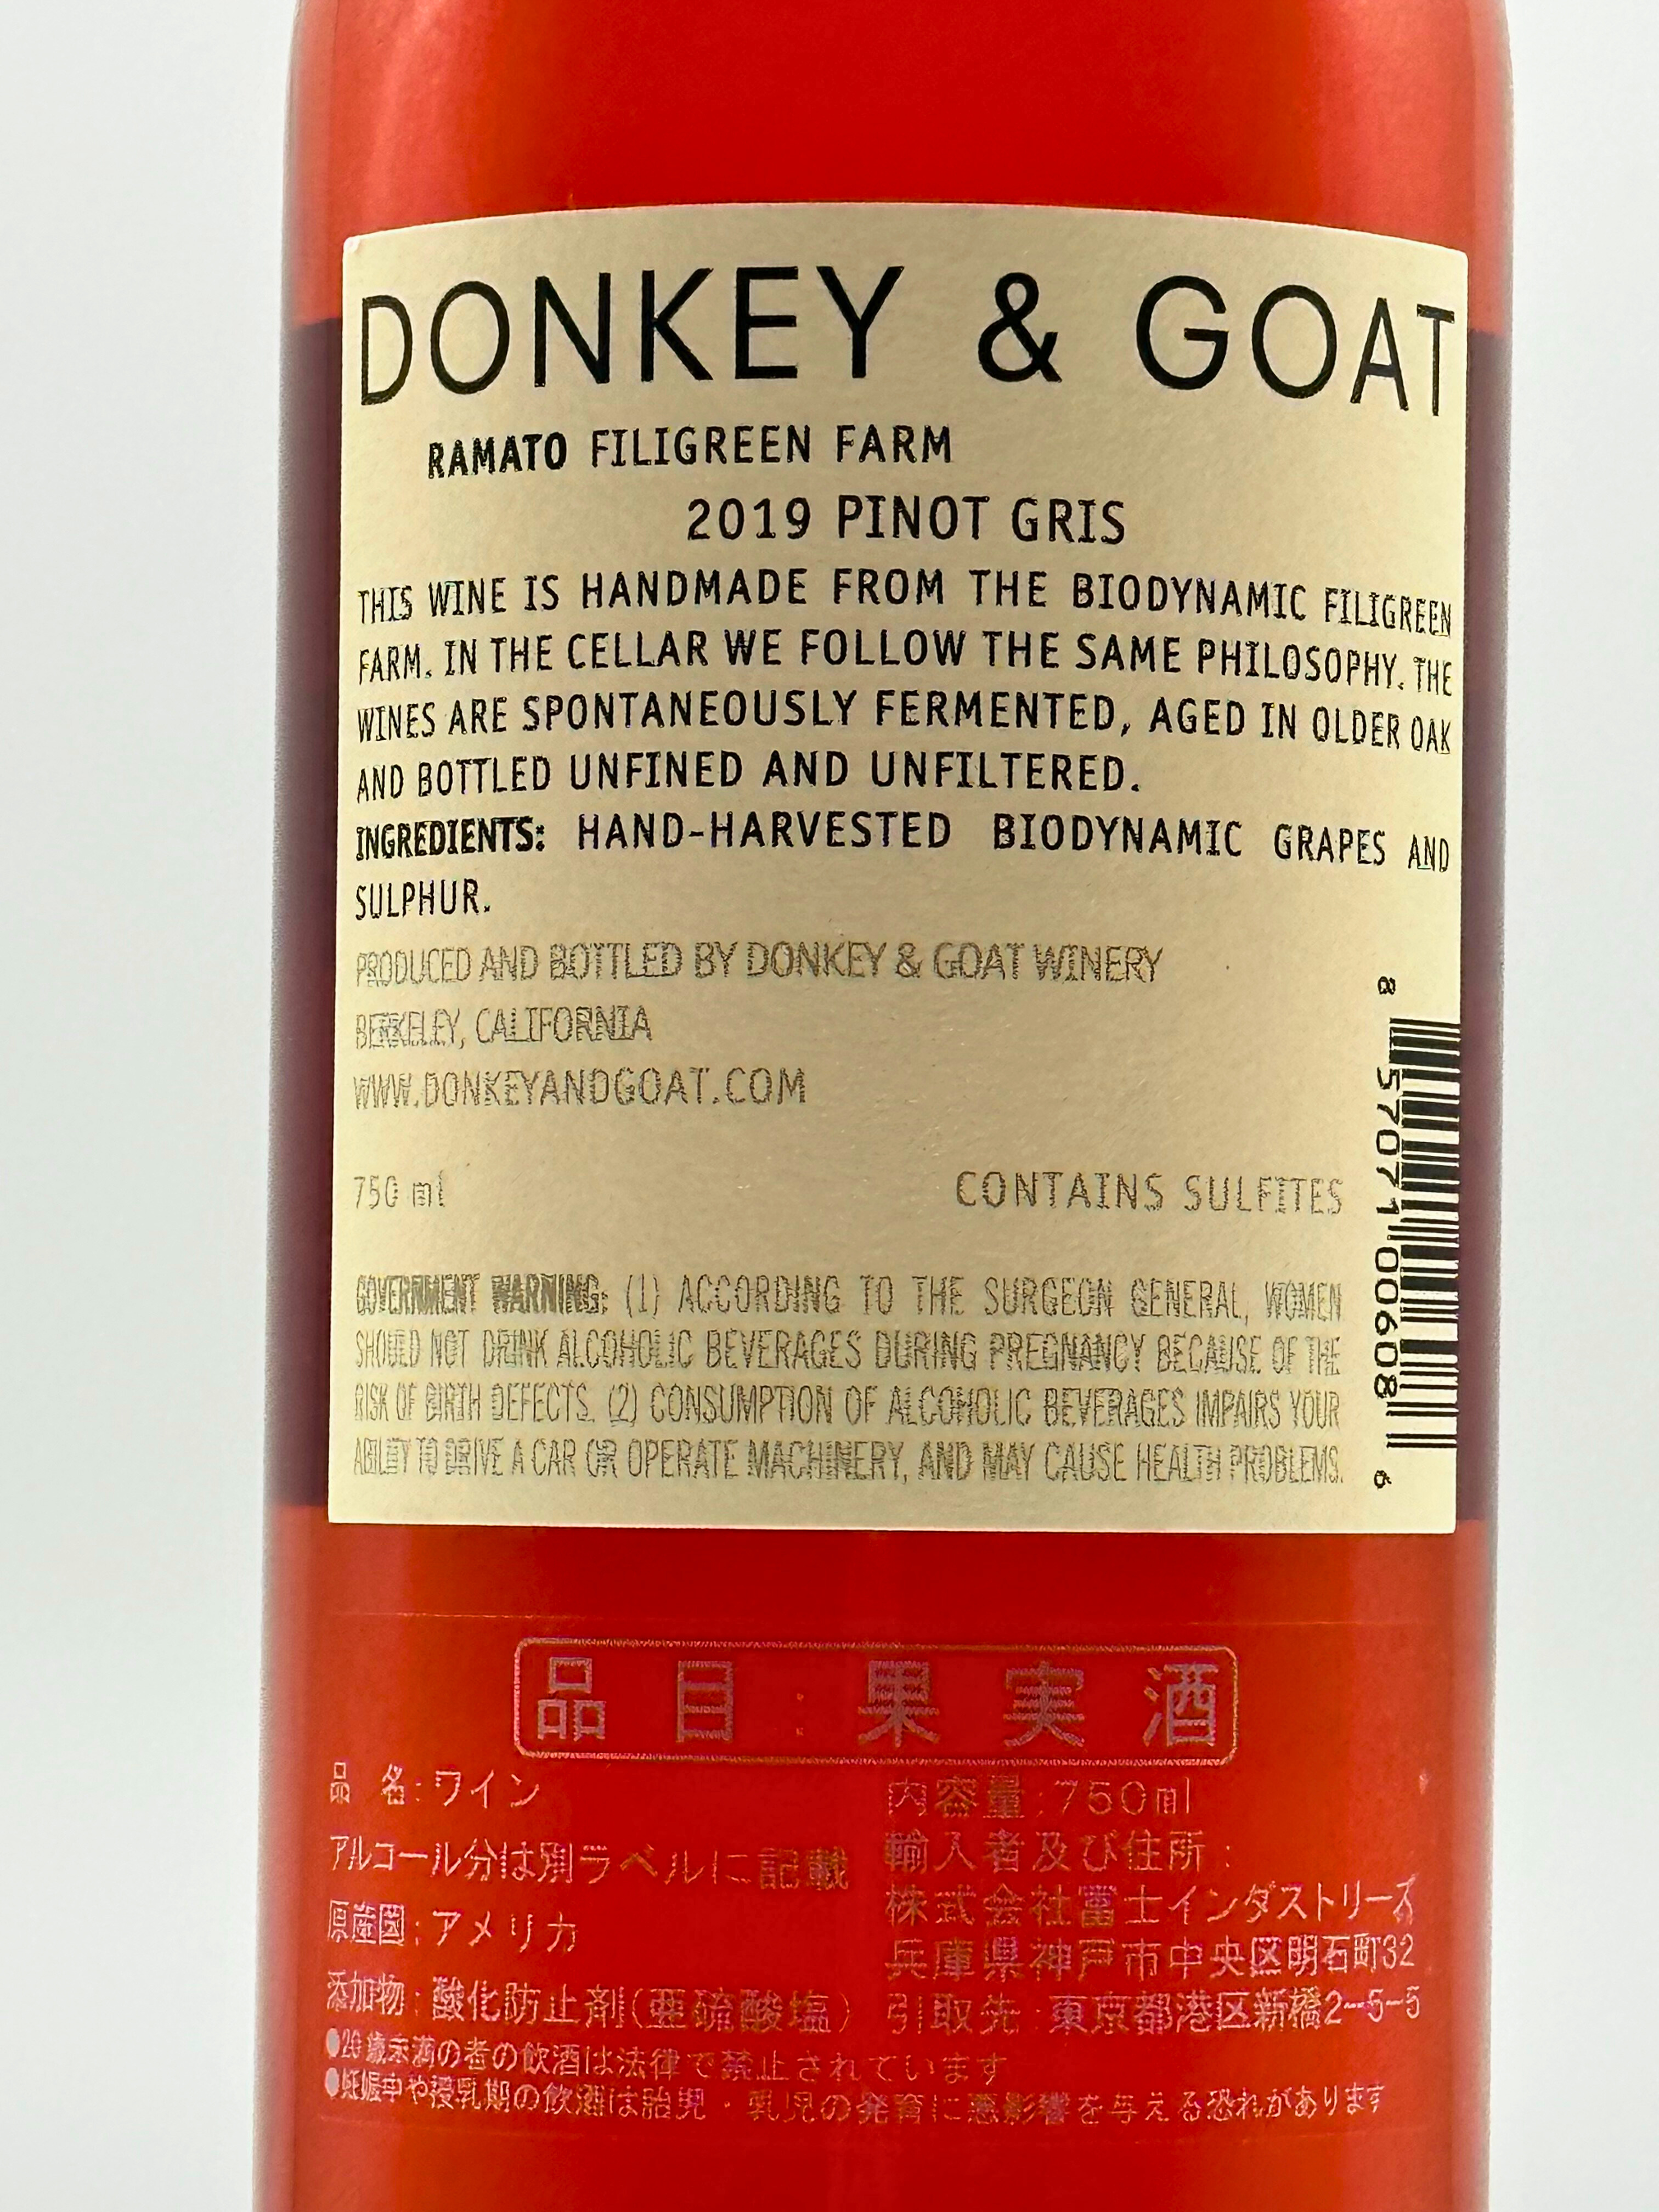 DONKEY & GOAT
RAMATO FILIGREEN FARM
2019 PINOT GRIS
THIS WINE IS HANDMADE FROM THE BIODYNAMIC FILIGREEN
FARM. IN THE CELLAR WE FOLLOW THE SAME PHILOSOPHY. THE
WINES ARE SPONTANEOUSLY FERMENTED, AGED IN OLDER OAK
AND BOTTLED UNFINED AND UNFILTERED.
INGREDIENTS: HAND-HARVESTED BIODYNAMIC GRAPES AND
SULPHUR.
PRODUCED AND BOTTLED BY DONKEY & GOAT WINERY
BERKELEY, CALIFORNIA
WWW.DONKEYANDGOAT.COM
750 ml
CONTAINS SULFITES
GOVERNMENT WARNING: (1) ACCORDING TO THE SURGEON GENERAL, WOMEN
SHOULD NOT DRINK ALCOHOLIC BEVERAGES DURING PREGNANCY BECAUSE OF THE
RISK OF BIRTH DEFECTS. (2) CONSUMPTION OF ALCOHOLIC BEVERAGES IMPAIRS YOUR
ABILITY TO DRIVE A CAR OR OPERATE MACHINERY, AND MAY CAUSE HEALTH PROBLEMS.
8 57071 00608 6
品目:果実酒
品名:ワイン
アルコール分は別ラベルに記載
原産国:アメリカ
添加物:酸化防止剤(亜硫酸塩)
内容量:750ml
輸入者及び住所:
株式会社富士インダストリーズ
兵庫県神戸市中央区明石町32
引取先:東京都港区新橋2-5-5
●20歳未満の者の飲酒は法律で禁止されています
●妊娠中や授乳期の飲酒は胎児・乳児の発育に悪影響を与える恐れがあります